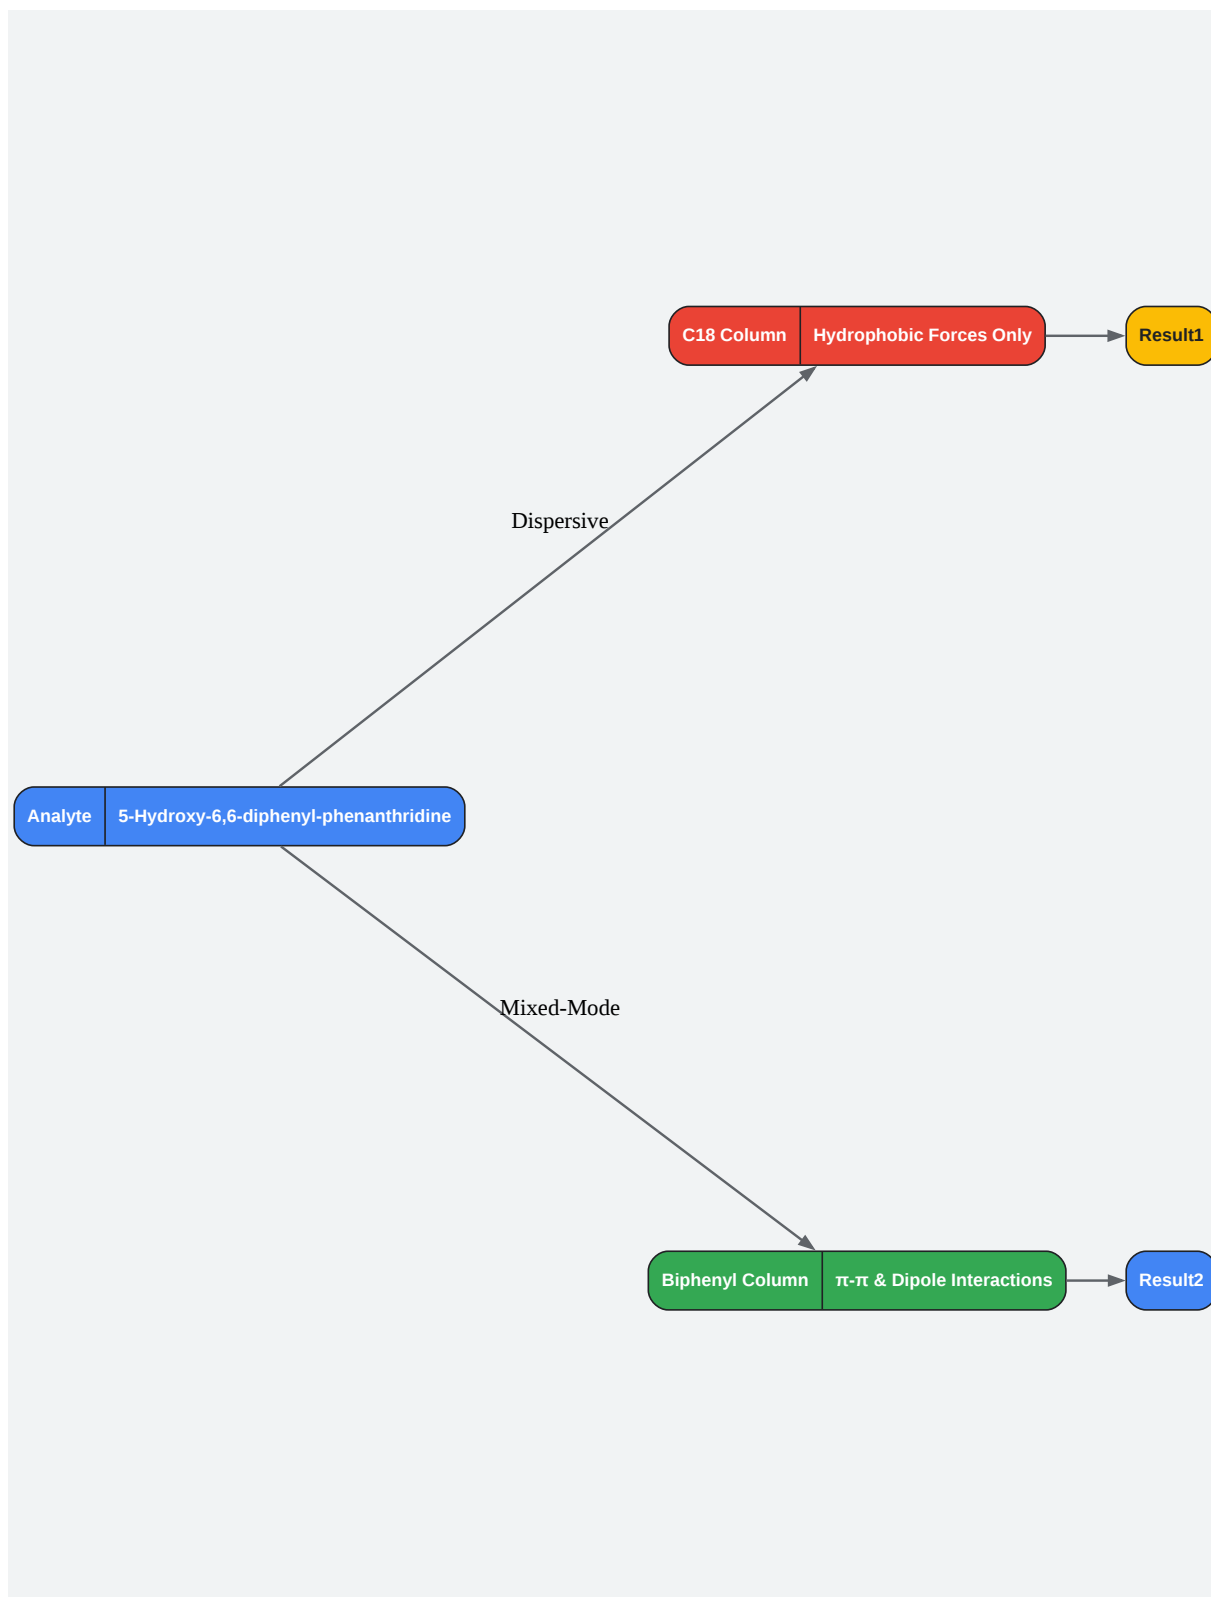 C18 Column
Hydrophobic Forces Only
Result1
Dispersive
Analyte
5-Hydroxy-6,6-diphenyl-phenanthridine
Mixed-Mode
Biphenyl Column
π-π & Dipole Interactions
Result2